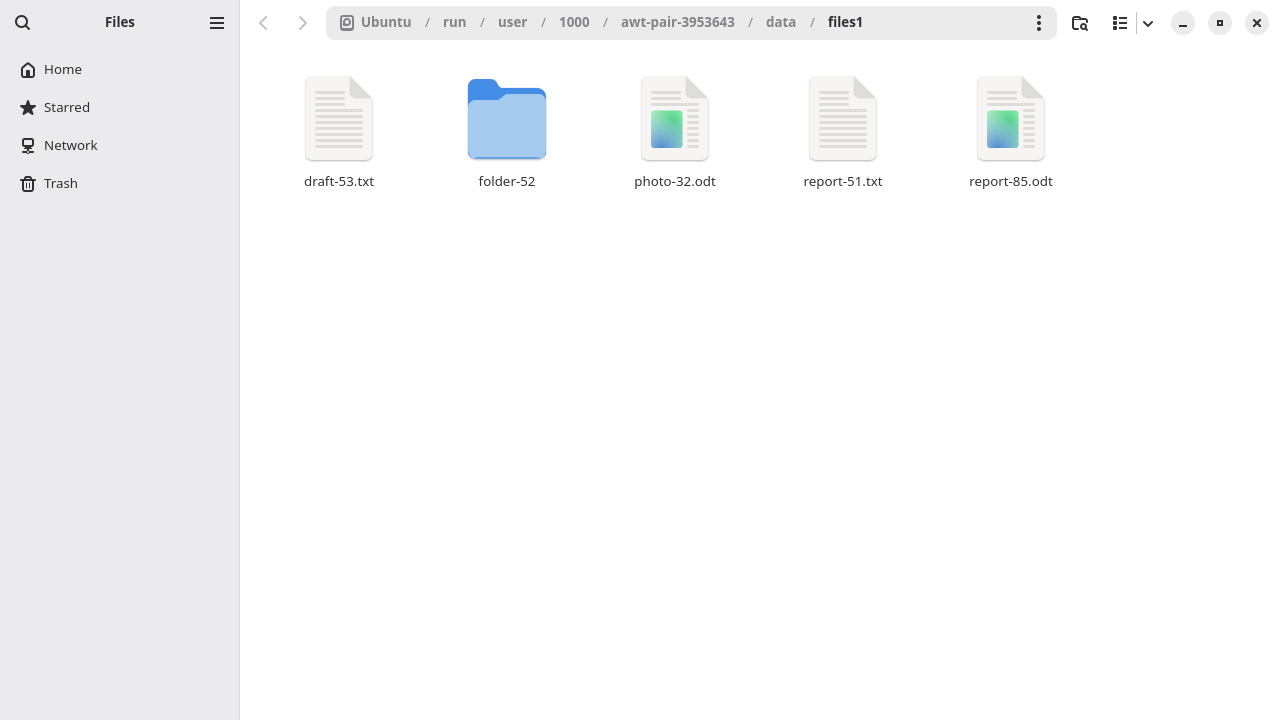 Files
Ubuntu / run / user / 1000 / awt-pair-3953643 / data / files1
Home
Starred
Network
Trash
draft-53.txt
folder-52
photo-32.odt
report-51.txt
report-85.odt